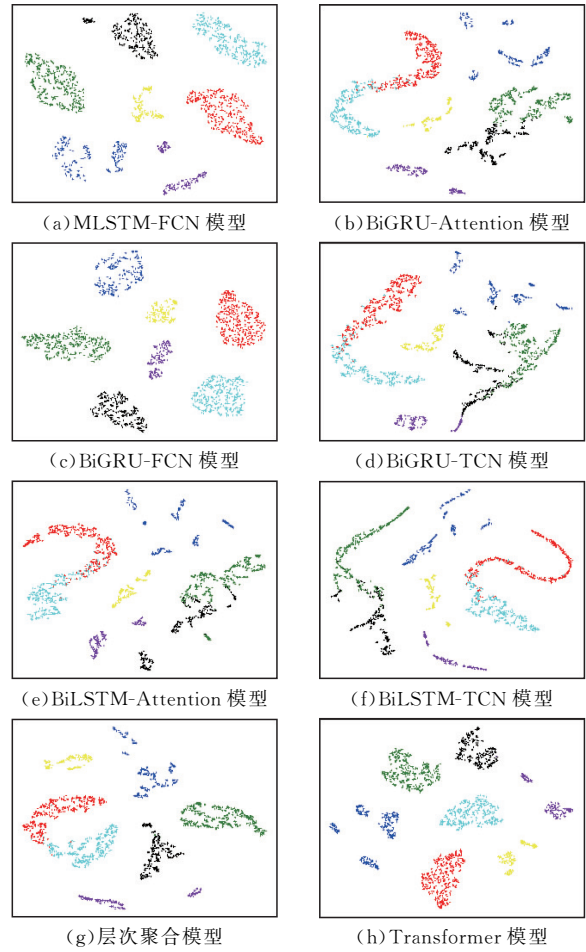 (a)MLSTM-FCN 模型
(b)BiGRU-Attention 模型
(c)BiGRU-FCN 模型
(d)BiGRU-TCN 模型
(e)BiLSTM-Attention 模型
(f)BiLSTM-TCN 模型
(g)层次聚合模型
(h)Transformer 模型